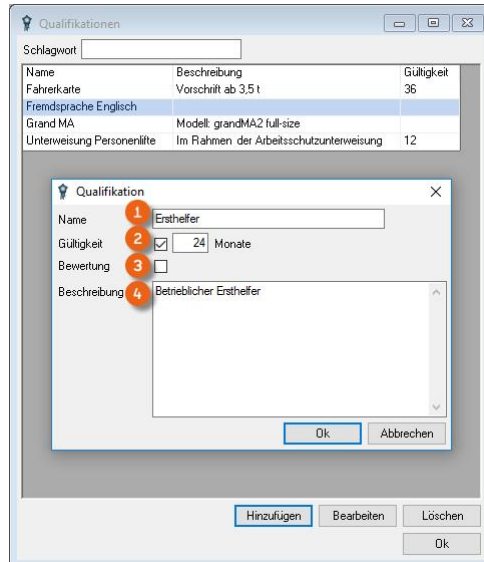 Qualifikationen
Schlagwort
Name Beschreibung Gültigkeit
Fahrerkarte Vorschrift ab 3,5 t 36
Fremdsprache Englisch
Grand MA Modell: grandMA2 full-size
Unterweisung Personenlifte Im Rahmen der Arbeitsschutzunterweisung 12
Qualifikation
Name 1 Ersthelfer
Gültigkeit 2 24 Monate
Bewertung 3
Beschreibung 4 Betrieblicher Ersthelfer
Ok Abbrechen
Hinzufügen Bearbeiten Löschen
Ok